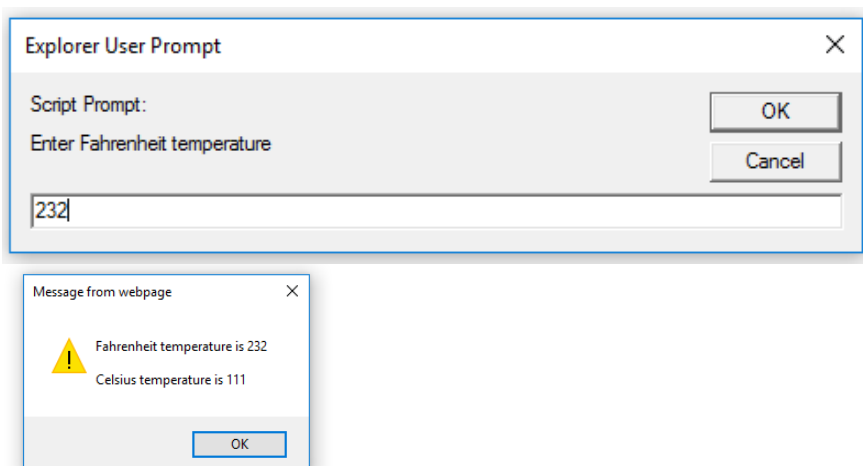 Explorer User Prompt
Script Prompt:
OK
Enter Fahrenheit temperature
Cancel
232
Message from webpage
Fahrenheit temperature is 232
Celsius temperature is 111
OK